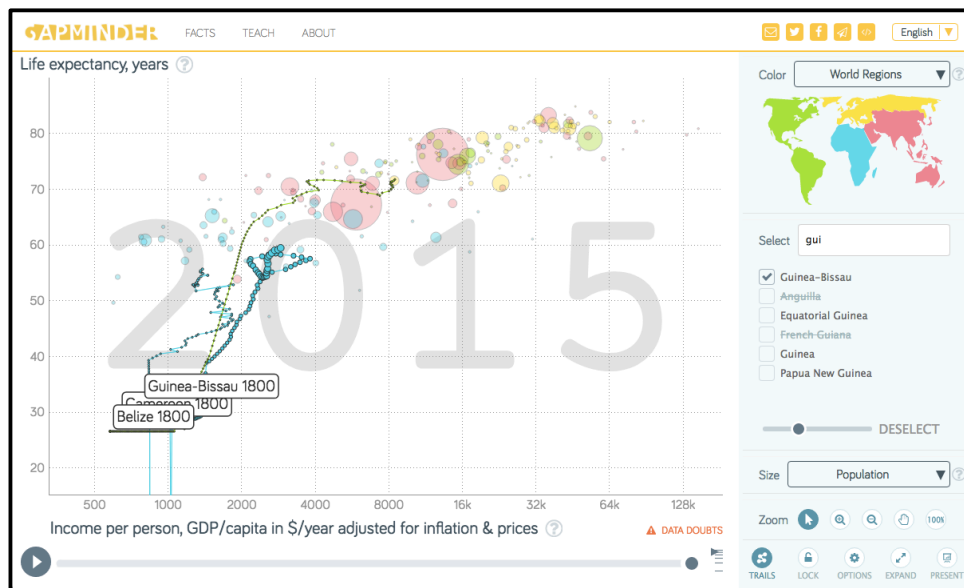 GAPMINDER FACTS TEACH ABOUT English ▼
Life expectancy, years ?
Color World Regions ▼ ?
80
70
60
50
40
30
20
2015
Guinea-Bissau 1800
Cameroon 1800
Belize 1800
500 1000 2000 4000 8000 16k 32k 64k 128k
Income per person, GDP/capita in $/year adjusted for inflation & prices ? DATA DOUBTS
Select gui
Guinea-Bissau
Anguilla
Equatorial Guinea
French Guiana
Guinea
Papua New Guinea
DESELECT
Size Population ▼ ?
Zoom 100%
TRAILS LOCK OPTIONS EXPAND PRESENT